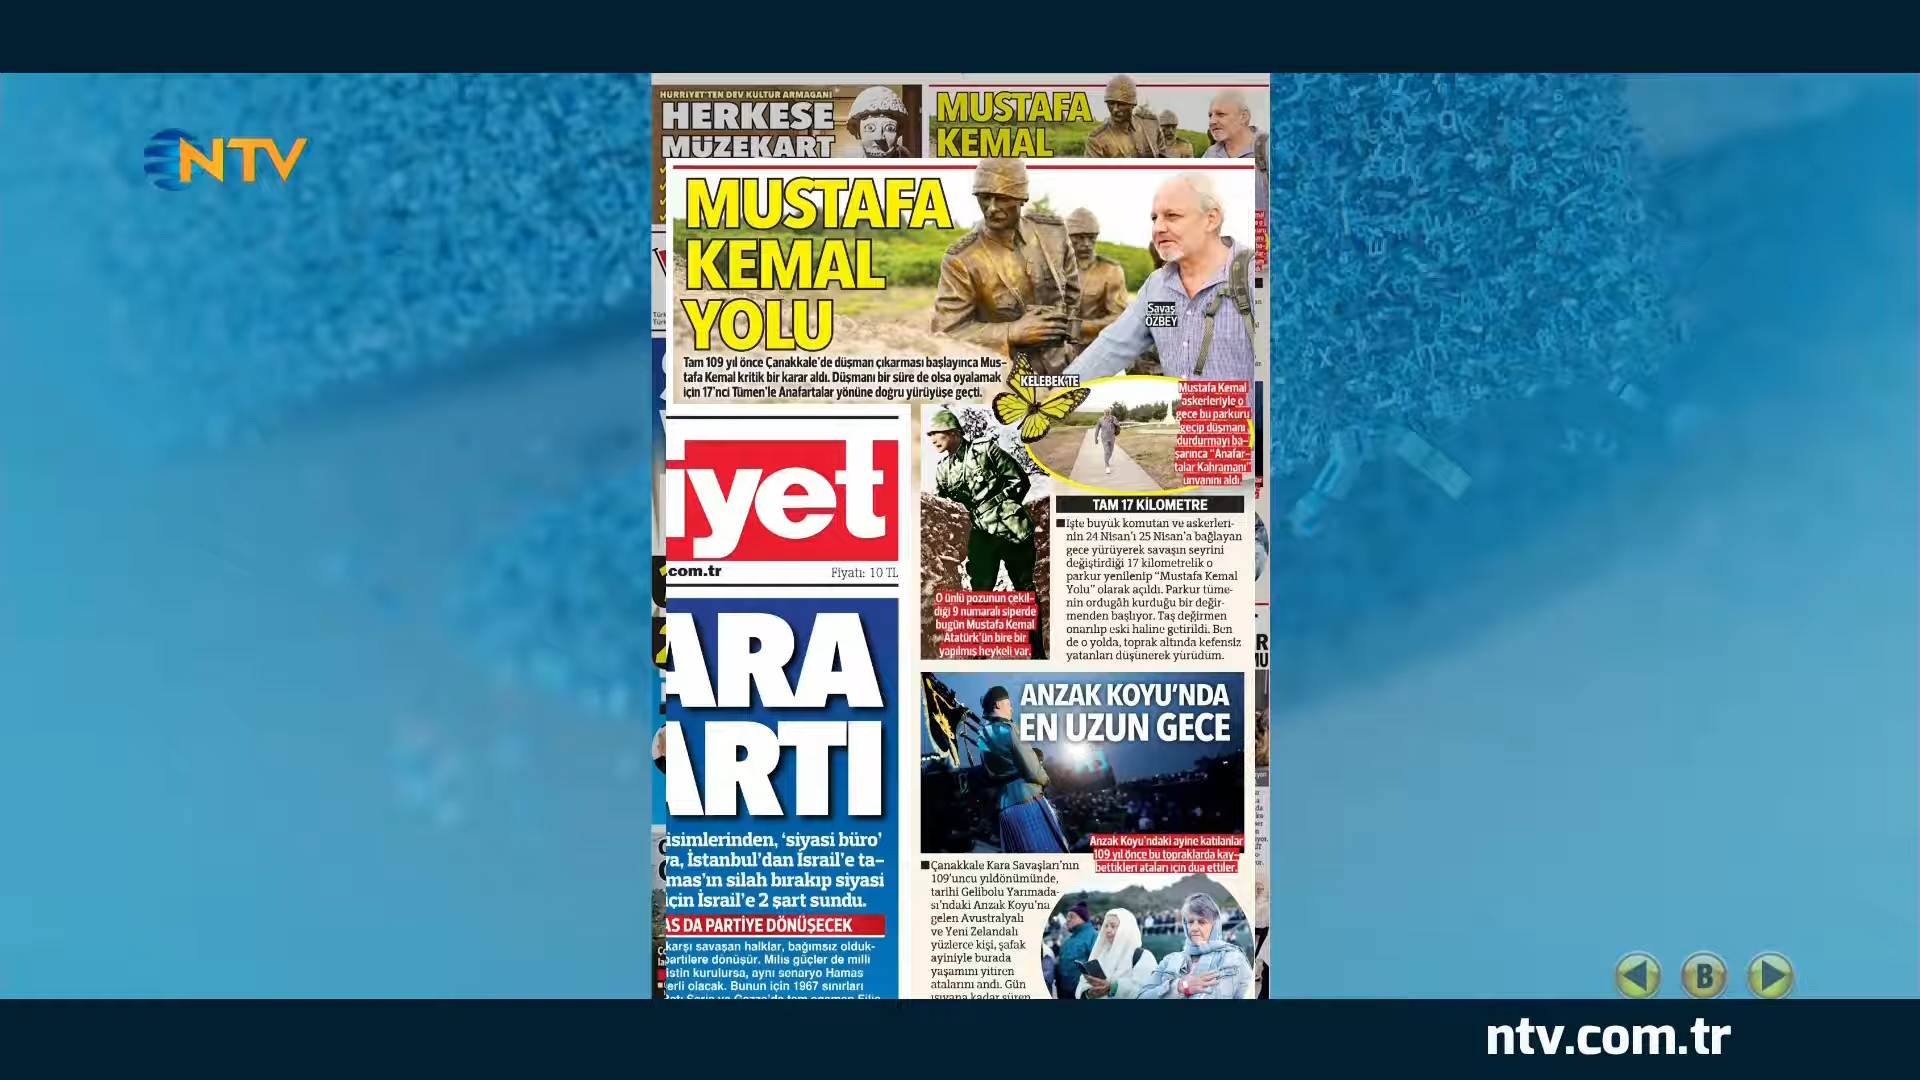 NTV
HÜRRİYET'TEN DEV KÜLTÜR ARMAĞANI
HERKESE
MÜZEKART
MUSTAFA
KEMAL
MUSTAFA
KEMAL
YOLU
Savaş
ÖZBEY
Tam 109 yıl önce Çanakkale'de düşman çıkarması başlayınca Mus-
tafa Kemal kritik bir karar aldı. Düşmanı bir süre de olsa oyalamak
için 17'nci Tümen'le Anafartalar yönüne doğru yürüyüşe geçti.
KELEBEK'TE
Mustafa Kemal
askerleriyle o
gece bu parkuru
geçip düşmanı
durdurmayı ba-
şarınca "Anafar-
talar Kahramanı"
unvanını aldı.
iyet
.com.tr
Fiyatı: 10 TL
O ünlü pozunun çekil-
diği 9 numaralı siperde
bugün Mustafa Kemal
Atatürk'ün bire bir
yapılmış heykeli var.
TAM 17 KİLOMETRE
İşte büyük komutan ve askerleri-
nin 24 Nisan'ı 25 Nisan'a bağlayan
gece yürüyerek savaşın seyrini
değiştirdiği 17 kilometrelik o
parkur yenilenip "Mustafa Kemal
Yolu" olarak açıldı. Parkur tüme-
nin ordugâh kurduğu bir değir-
menden başlıyor. Taş değirmen
onarılıp eski haline getirildi. Ben
de o yolda, toprak altında kefensiz
yatanları düşünerek yürüdüm.
ARA
ARTI
isimlerinden, 'siyasi büro'
ya, İstanbul'dan İsrail'e ta-
mas'ın silah bırakıp siyasi
için İsrail'e 2 şart sundu.
AS DA PARTİYE DÖNÜŞECEK
karşı savaşan halklar, bağımsız olduk-
partilere dönüşür. Milis güçler de milli
istin kurulursa, aynı senaryo Hamas
erli olacak. Bunun için 1967 sınırları
ANZAK KOYU'NDA
EN UZUN GECE
Anzak Koyu'ndaki ayine katılanlar
109 yıl önce bu topraklarda kay-
bettikleri ataları için dua ettiler.
Çanakkale Kara Savaşları'nın
109'uncu yıldönümünde,
tarihi Gelibolu Yarımada-
sı'ndaki Anzak Koyu'na
gelen Avustralyalı
ve Yeni Zelandalı
yüzlerce kişi, şafak
ayiniyle burada
yaşamını yitiren
atalarını andı. Gün
ışıyana kadar süren
B
ntv.com.tr